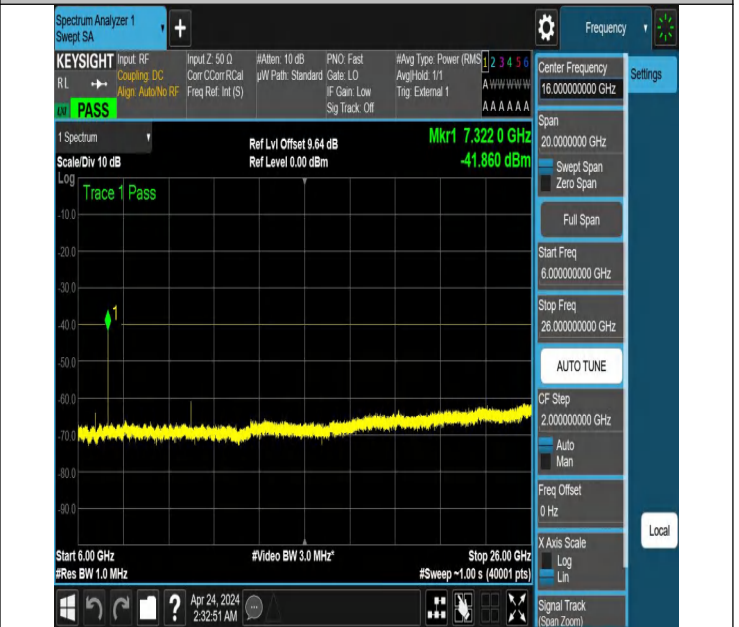 Spectrum Analyzer 1
Swept SA
+
Frequency
KEYSIGHT
RL
PASS
Input: RF
Coupling: DC
Align: Auto/No RF
Input Z: 50 Ω
Corr CCorr RCal
Freq Ref: Int (S)
#Atten: 10 dB
µW Path: Standard
PNO: Fast
Gate: LO
IF Gain: Low
Sig Track: Off
#Avg Type: Power (RMS
Avg|Hold: 1/1
Trig: External 1
1 2 3 4 5 6
A W W W W W
A A A A A A
Center Frequency
16.000000000 GHz
Settings
1 Spectrum
Scale/Div 10 dB
Log
Ref Lvl Offset 9.64 dB
Ref Level 0.00 dBm
Mkr1 7.322 0 GHz
-41.860 dBm
Trace 1 Pass
1
-10.0
-20.0
-30.0
-40.0
-50.0
-60.0
-70.0
-80.0
-90.0
Start 6.00 GHz
#Res BW 1.0 MHz
#Video BW 3.0 MHz*
Stop 26.00 GHz
#Sweep ~1.00 s (40001 pts)
Span
20.0000000 GHz
Swept Span
Zero Span
Full Span
Start Freq
6.000000000 GHz
Stop Freq
26.000000000 GHz
AUTO TUNE
CF Step
2.000000000 GHz
Auto
Man
Freq Offset
0 Hz
X Axis Scale
Log
Lin
Local
Signal Track
(Span Zoom)
?
Apr 24, 2024
2:32:51 AM